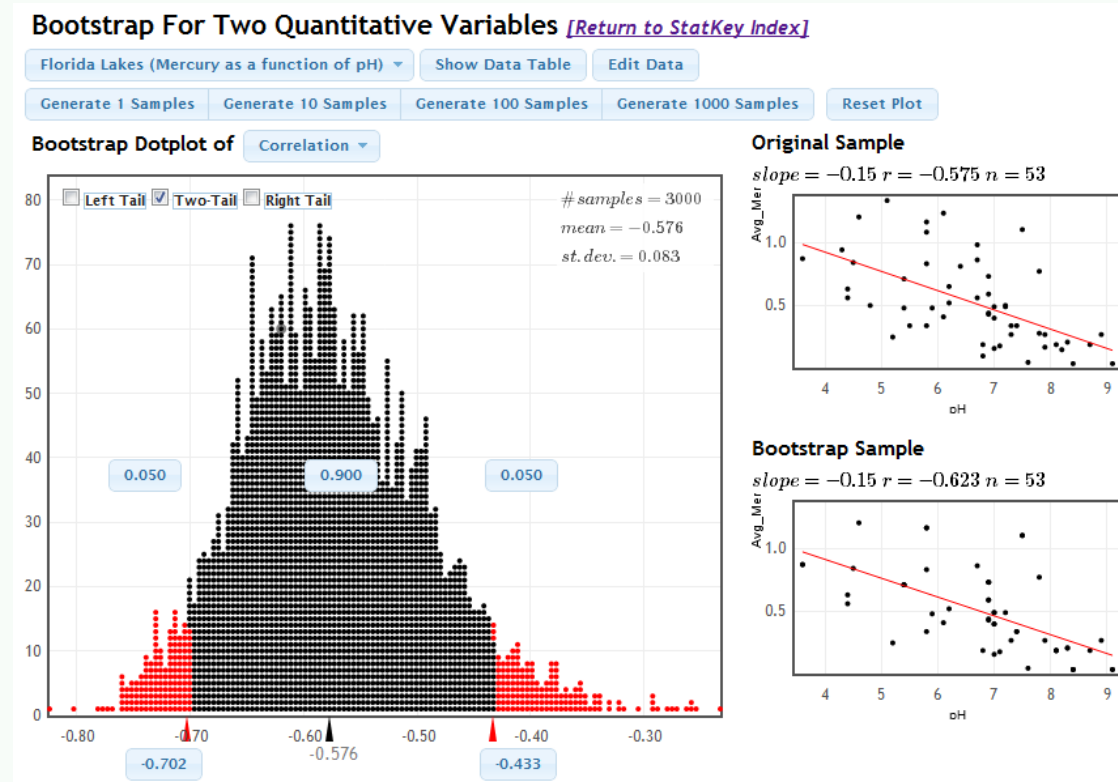 Bootstrap For Two Quantitative Variables [Return to StatKey Index]
Florida Lakes (Mercury as a function of pH) Show Data Table Edit Data
Generate 1 Samples Generate 10 Samples Generate 100 Samples Generate 1000 Samples Reset Plot
Bootstrap Dotplot of Correlation
Left Tail Two-Tail Right Tail
# samples = 3000
mean = −0.576
st.dev. = 0.083
80
70
60
50
40
30
20
10
0
0.050 0.900 0.050
-0.80 -0.70 -0.60 -0.50 -0.40 -0.30
-0.576
-0.702 -0.433
Original Sample
slope = −0.15 r = −0.575 n = 53
Avg_Mer
1.0
0.5
4 5 6 7 8 9
pH
Bootstrap Sample
slope = −0.15 r = −0.623 n = 53
Avg_Mer
1.0
0.5
4 5 6 7 8 9
pH